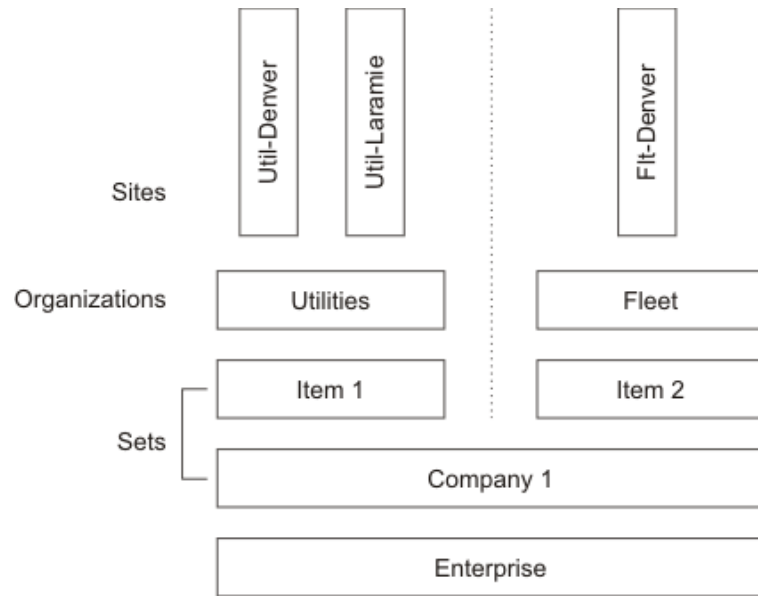 Util-Denver
Util-Laramie
Flt-Denver
Sites
Organizations
Utilities
Fleet
Item 1
Item 2
Sets
Company 1
Enterprise